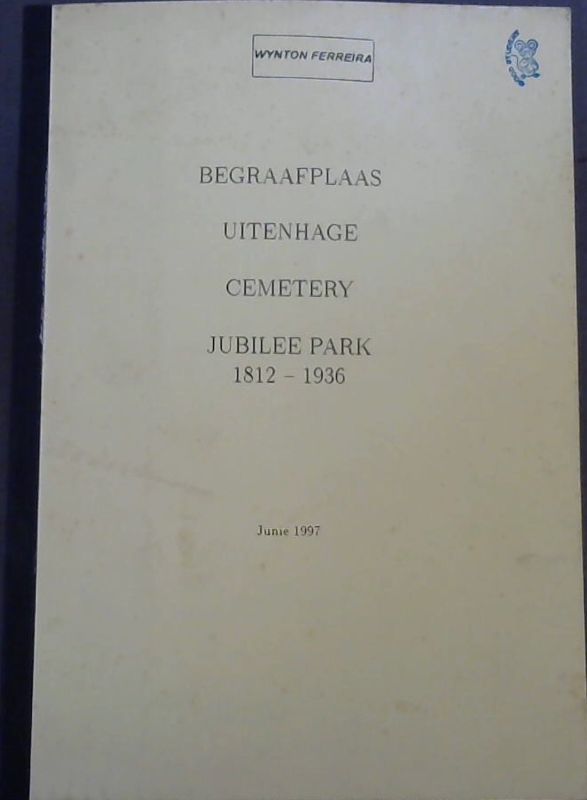 WYNTON FERREIRA
BEGRAAFPLAAS
UITENHAGE
CEMETERY
JUBILEE PARK
1812 – 1936
Junie 1997